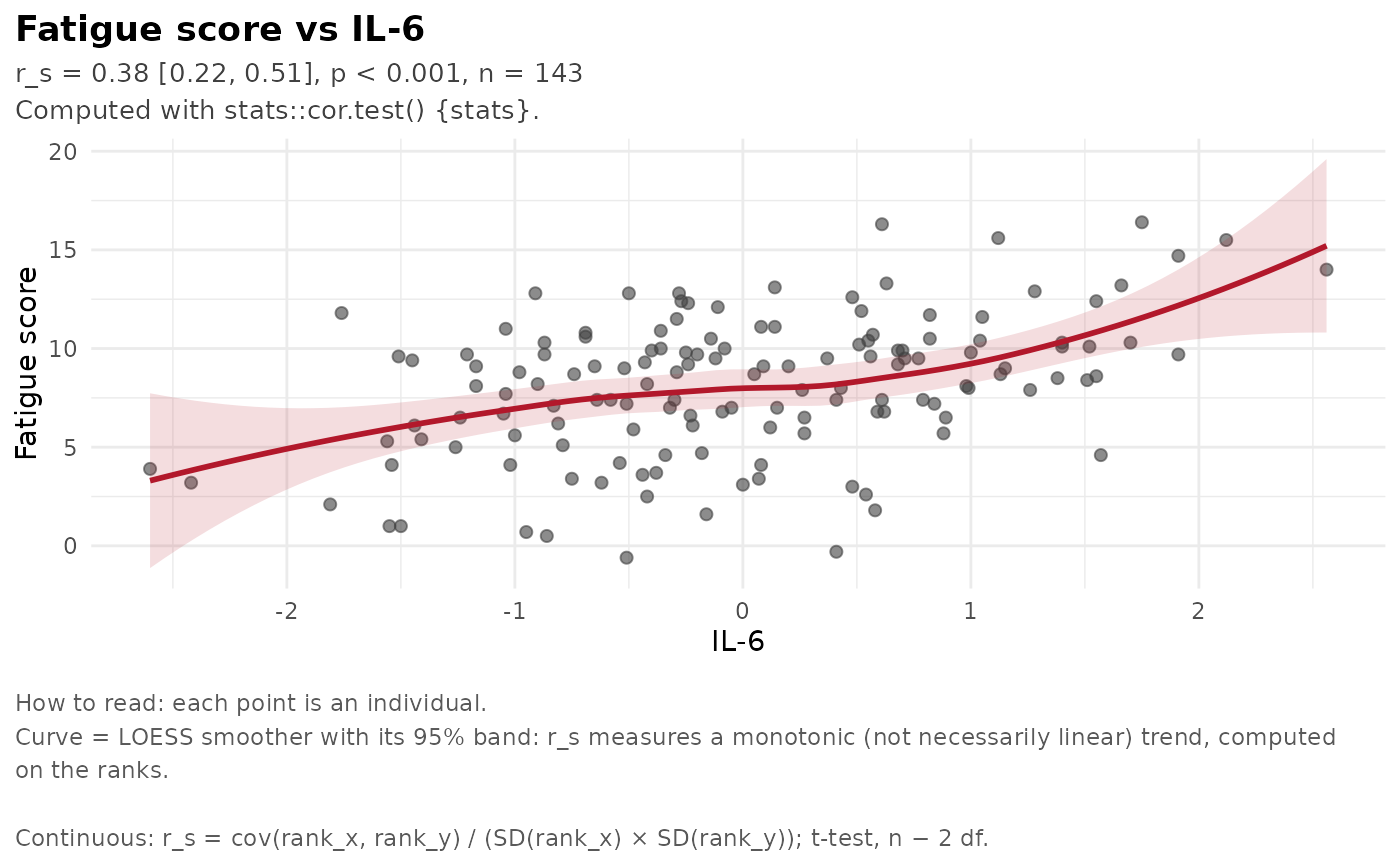 Fatigue score vs IL-6
r_s = 0.38 [0.22, 0.51], p < 0.001, n = 143
Computed with stats::cor.test() {stats}.
20
15
10
5
0
Fatigue score
-2
-1
0
1
2
IL-6
How to read: each point is an individual.
Curve = LOESS smoother with its 95% band: r_s measures a monotonic (not necessarily linear) trend, computed
on the ranks.
Continuous: r_s = cov(rank_x, rank_y) / (SD(rank_x) × SD(rank_y)); t-test, n − 2 df.